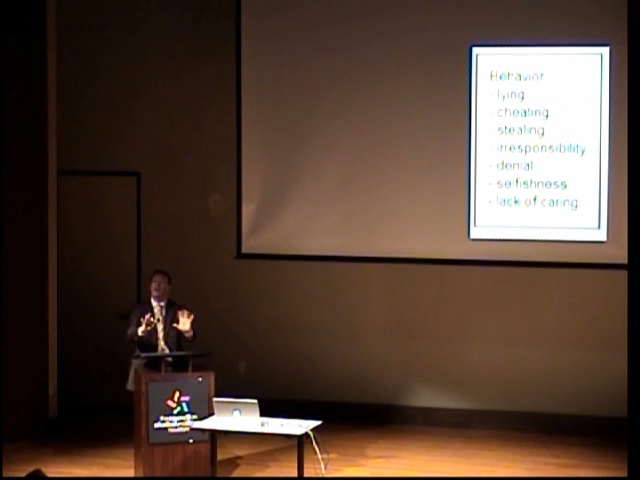 Behavior
- lying
- cheating
- stealing
- irresponsibility
- denial
- selfishness
- lack of caring